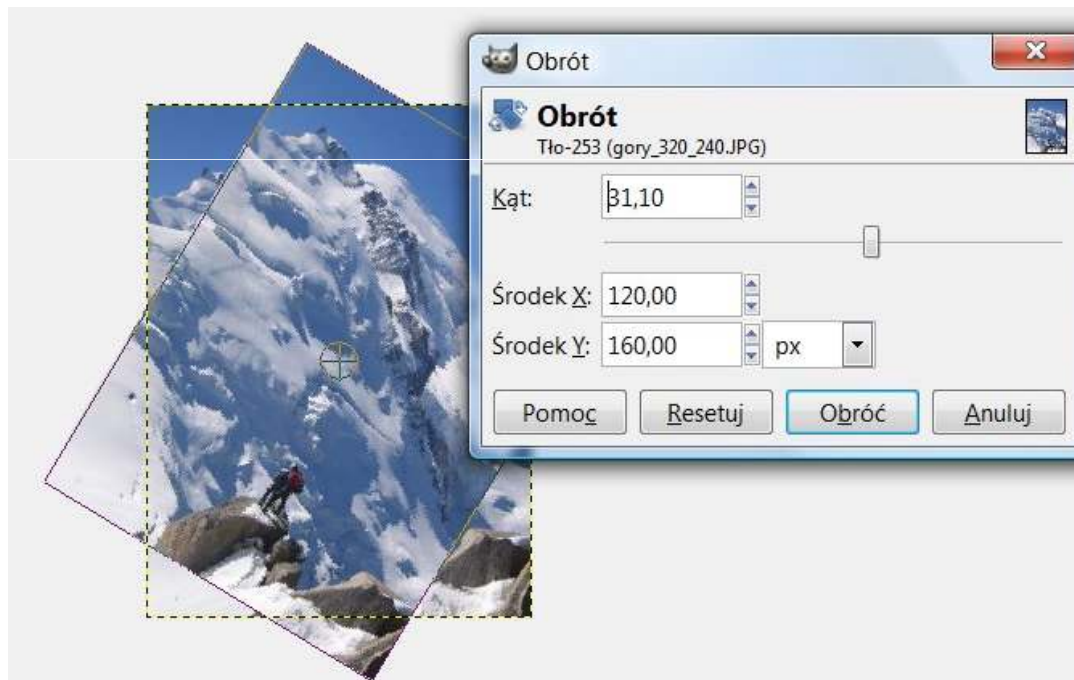 Obrót
Obrót
Tło-253 (gory_320_240.JPG)
Kąt: 31,10
Środek X: 120,00
Środek Y: 160,00 px
Pomoc Resetuj Obróć Anuluj